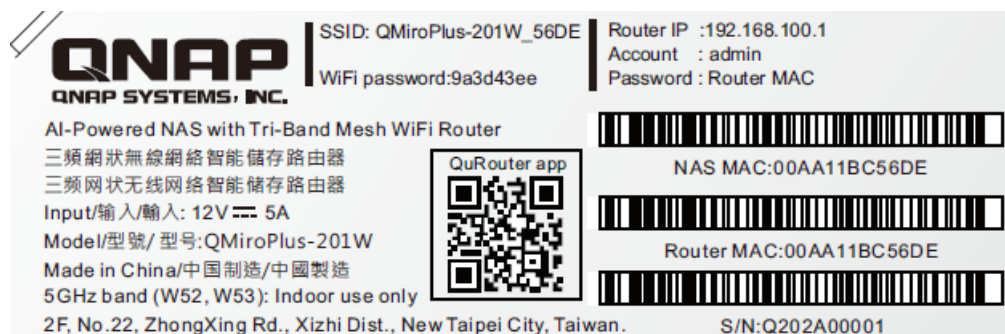 QNAP
QNAP SYSTEMS, INC.
SSID: QMiroPlus-201W_56DE
WiFi password:9a3d43ee
Router IP :192.168.100.1
Account : admin
Password : Router MAC
AI-Powered NAS with Tri-Band Mesh WiFi Router
三頻網狀無線網絡智能儲存路由器
三频网状无线网络智能储存路由器
Input/输入/輸入: 12V 5A
Model/型號/ 型号:QMiroPlus-201W
Made in China/中国制造/中國製造
5GHz band (W52, W53): Indoor use only
2F, No.22, ZhongXing Rd., Xizhi Dist., New Taipei City, Taiwan.
QuRouter app
NAS MAC:00AA11BC56DE
Router MAC:00AA11BC56DE
S/N:Q202A00001